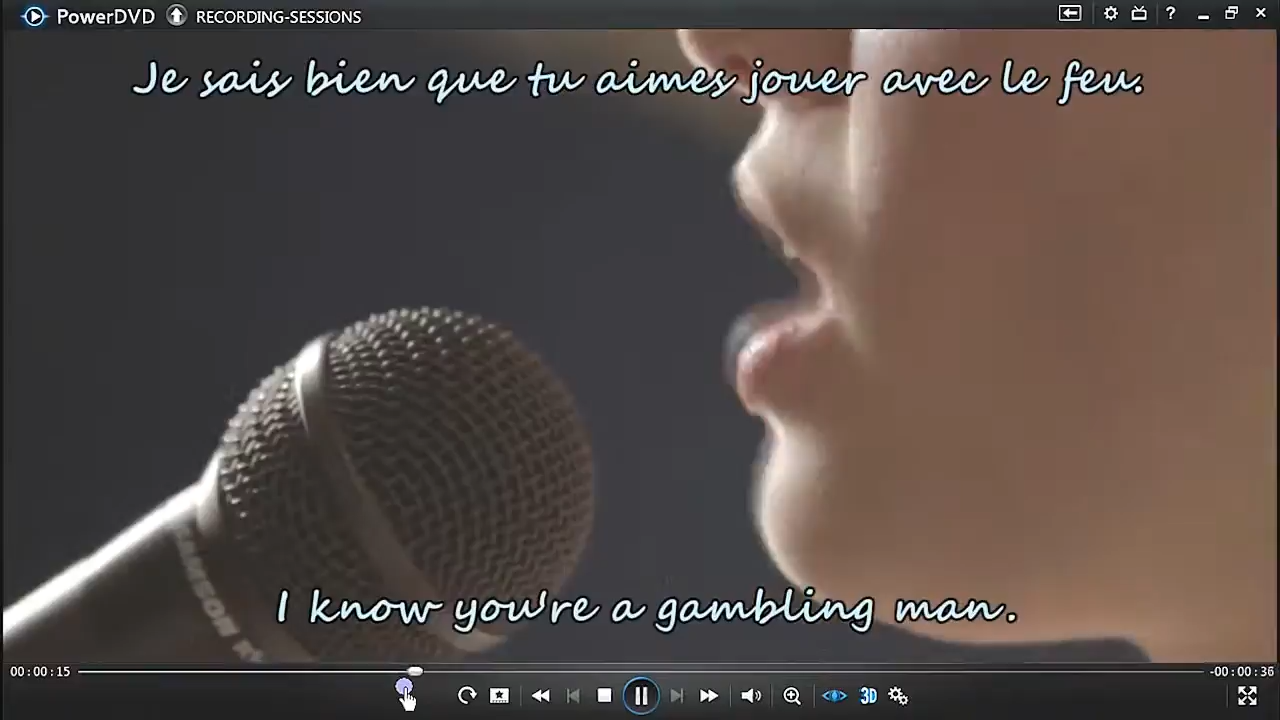 PowerDVD RECORDING-SESSIONS ?
Je sais bien que tu aimes jouer avec le feu.
SAMSON
I know you're a gambling man.
00:00:15 -00:00:36
3D